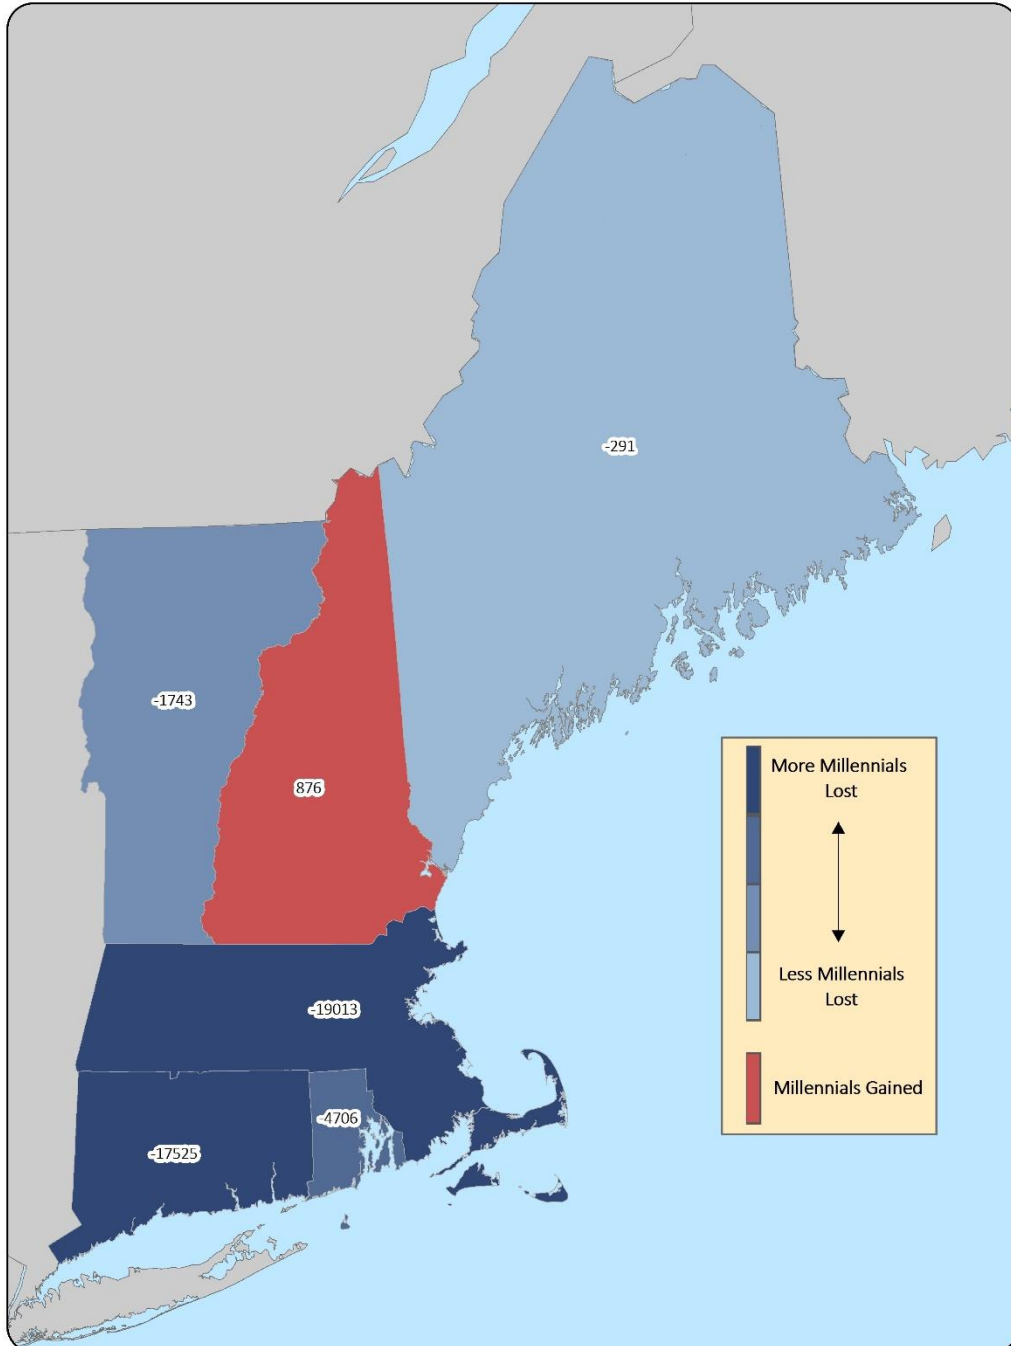 -291
-1743
876
More Millennials
Lost
Less Millennials
Lost
-19013
Millennials Gained
-4706
-17525